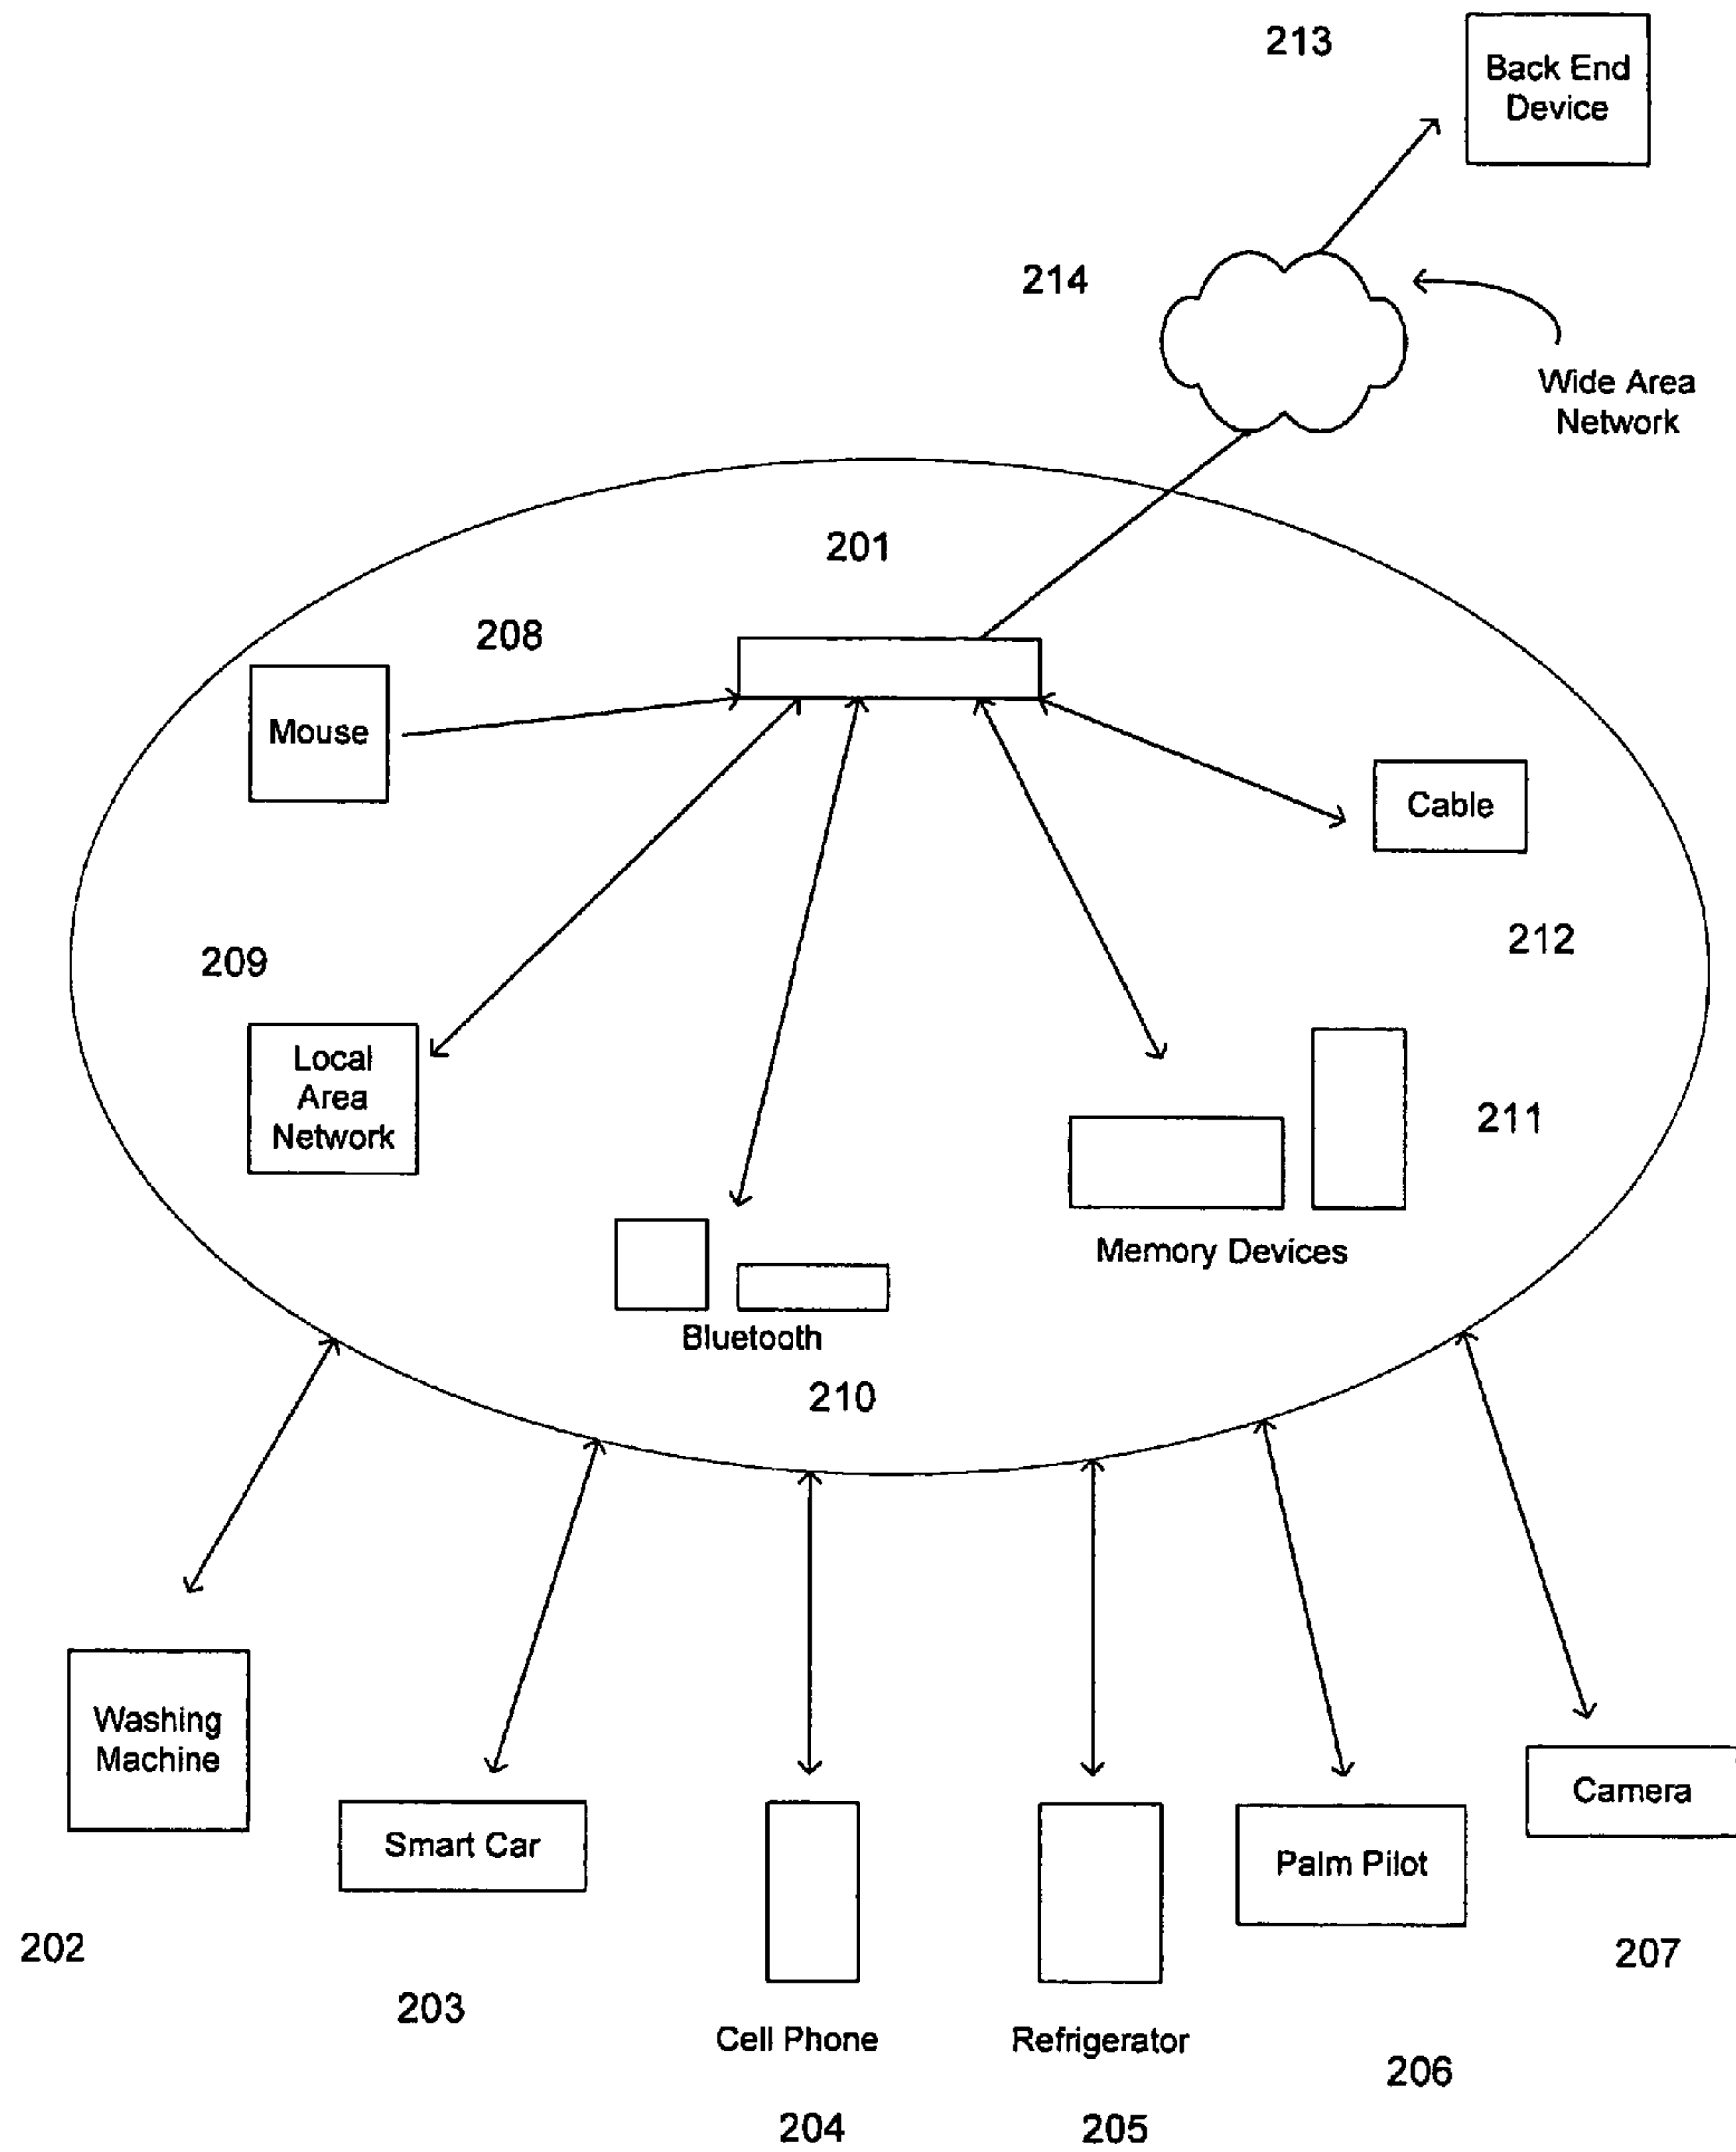 213
Back End
Device
214
Wide Area
Network
201
208
Mouse
Cable
212
209
Local
Area
Network
211
Memory Devices
Bluetooth
210
Washing
Machine
Smart Car
Palm Pilot
Camera
202
203
207
Cell Phone
Refrigerator
206
204
205